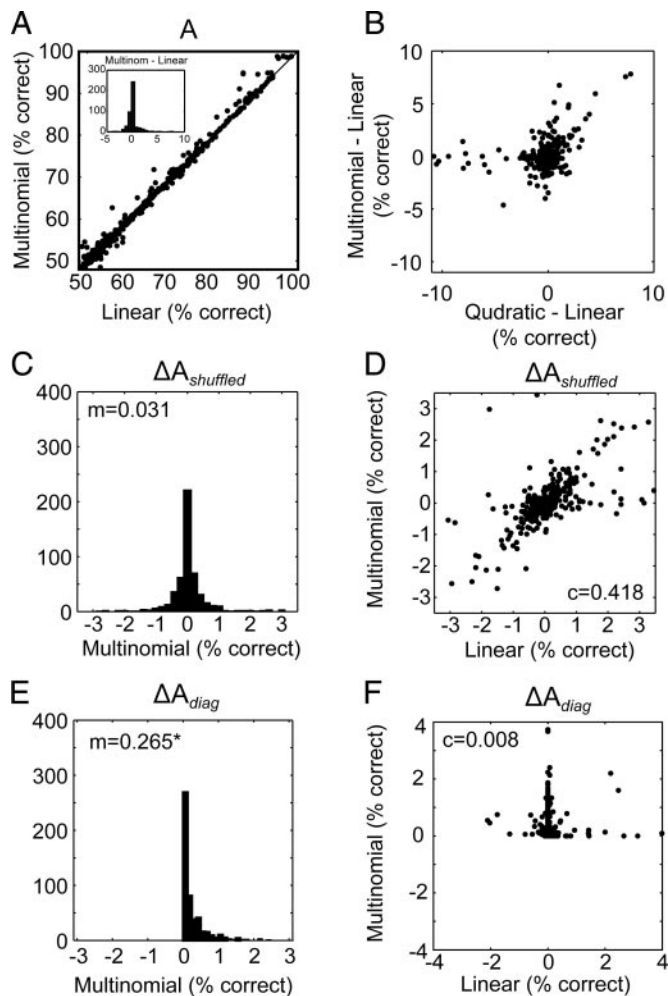 A
A
Multinomial (% correct)
100
90
80
70
60
50
Multinom - Linear
300
200
100
0
-5
0
5
10
50
60
70
80
90
100
Linear (% correct)
B
Multinomial - Linear
(% correct)
10
5
0
-5
-10
-10
0
10
Qudratic - Linear
(% correct)
C
ΔAshuffled
400
300
200
100
0
m=0.031
-3
-2
-1
0
1
2
3
Multinomial (% correct)
D
ΔAshuffled
Multinomial (% correct)
3
2
1
0
-1
-2
-3
c=0.418
-3
-2
-1
0
1
2
3
Linear (% correct)
E
ΔAdiag
400
300
200
100
0
m=0.265*
-3
-2
-1
0
1
2
3
Multinomial (% correct)
F
ΔAdiag
Multinomial (% correct)
4
2
0
-2
-4
c=0.008
-4
-2
0
2
4
Linear (% correct)